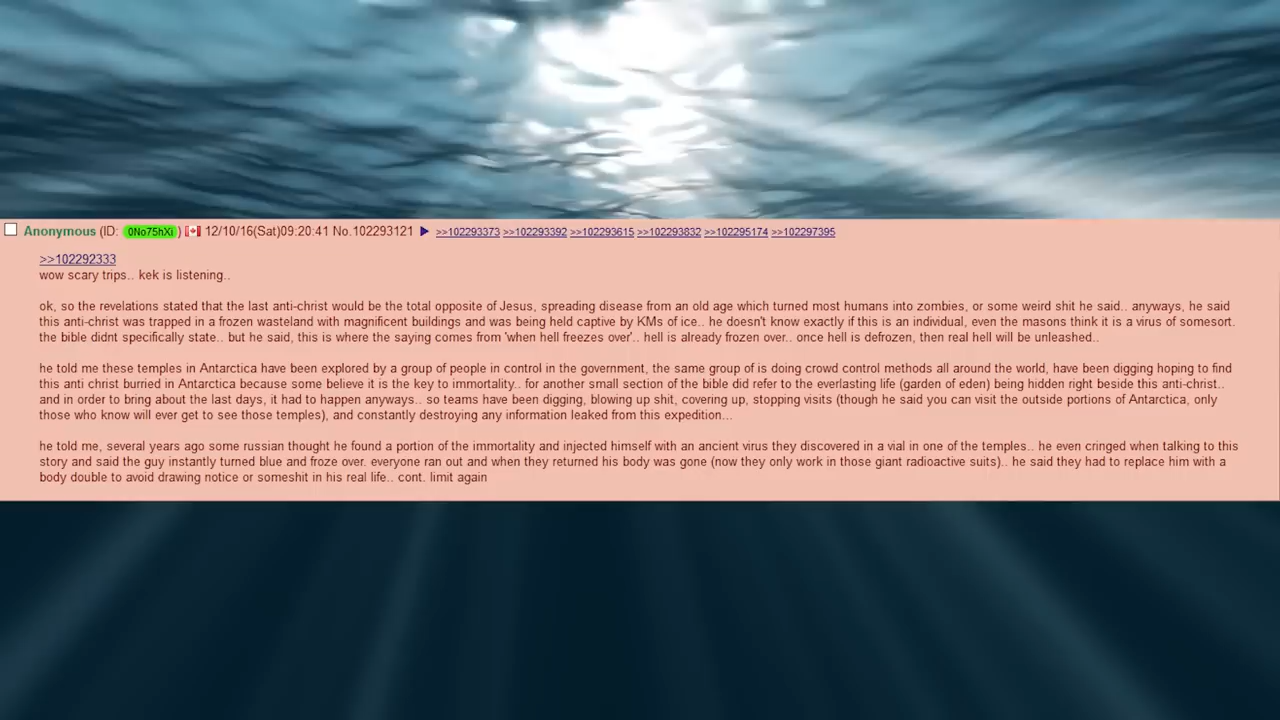 Anonymous (ID: 0No75hXi) 12/10/16(Sat)09:20:41 No.102293121 ▶ >>102293373 >>102293392 >>102293615 >>102293832 >>102295174 >>102297395
>>102292333
wow scary trips.. kek is listening..
ok, so the revelations stated that the last anti-christ would be the total opposite of Jesus, spreading disease from an old age which turned most humans into zombies, or some weird shit he said.. anyways, he said
this anti-christ was trapped in a frozen wasteland with magnificent buildings and was being held captive by KMs of ice.. he doesn't know exactly if this is an individual, even the masons think it is a virus of somesort.
the bible didnt specifically state.. but he said, this is where the saying comes from 'when hell freezes over'.. hell is already frozen over.. once hell is defrozen, then real hell will be unleashed..
he told me these temples in Antarctica have been explored by a group of people in control in the government, the same group of is doing crowd control methods all around the world, have been digging hoping to find
this anti christ burried in Antarctica because some believe it is the key to immortality.. for another small section of the bible did refer to the everlasting life (garden of eden) being hidden right beside this anti-christ..
and in order to bring about the last days, it had to happen anyways.. so teams have been digging, blowing up shit, covering up, stopping visits (though he said you can visit the outside portions of Antarctica, only
those who know will ever get to see those temples), and constantly destroying any information leaked from this expedition...
he told me, several years ago some russian thought he found a portion of the immortality and injected himself with an ancient virus they discovered in a vial in one of the temples.. he even cringed when talking to this
story and said the guy instantly turned blue and froze over. everyone ran out and when they returned his body was gone (now they only work in those giant radioactive suits).. he said they had to replace him with a
body double to avoid drawing notice or someshit in his real life.. cont. limit again